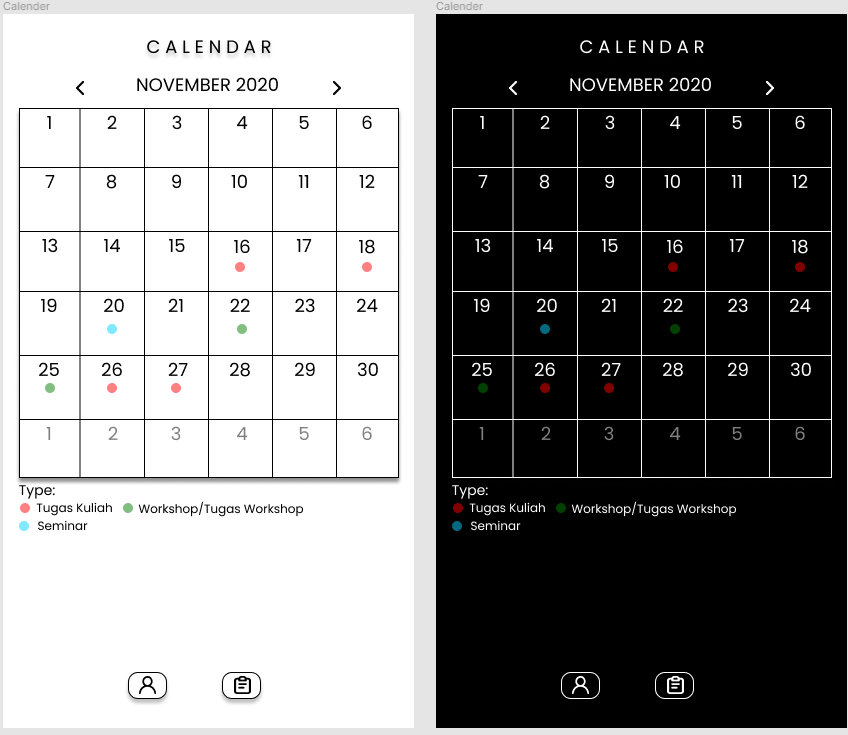 Calender
CALENDAR
NOVEMBER 2020
1 2 3 4 5 6
7 8 9 10 11 12
13 14 15 16 17 18
19 20 21 22 23 24
25 26 27 28 29 30
1 2 3 4 5 6
Type:
Tugas Kuliah Workshop/Tugas Workshop
Seminar
Calender
CALENDAR
NOVEMBER 2020
1 2 3 4 5 6
7 8 9 10 11 12
13 14 15 16 17 18
19 20 21 22 23 24
25 26 27 28 29 30
1 2 3 4 5 6
Type:
Tugas Kuliah Workshop/Tugas Workshop
Seminar